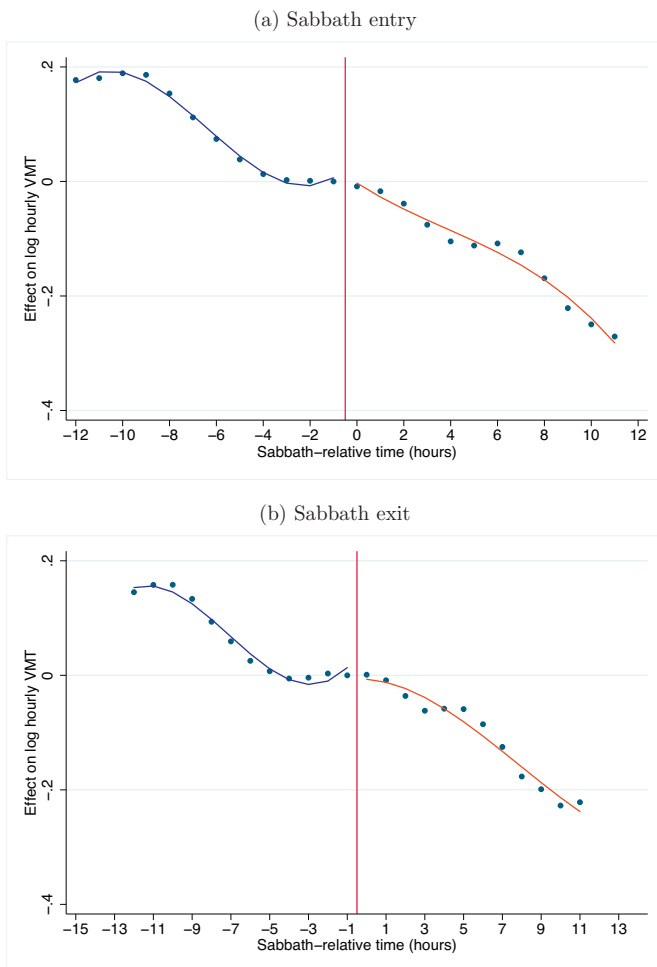 (a) Sabbath entry
.2
0
-.2
-.4
Effect on log hourly VMT
−12 −10 −8 −6 −4 −2 0 2 4 6 8 10 12
Sabbath−relative time (hours)
(b) Sabbath exit
.2
0
-.2
-.4
Effect on log hourly VMT
−15 −13 −11 −9 −7 −5 −3 −1 1 3 5 7 9 11 13
Sabbath−relative time (hours)